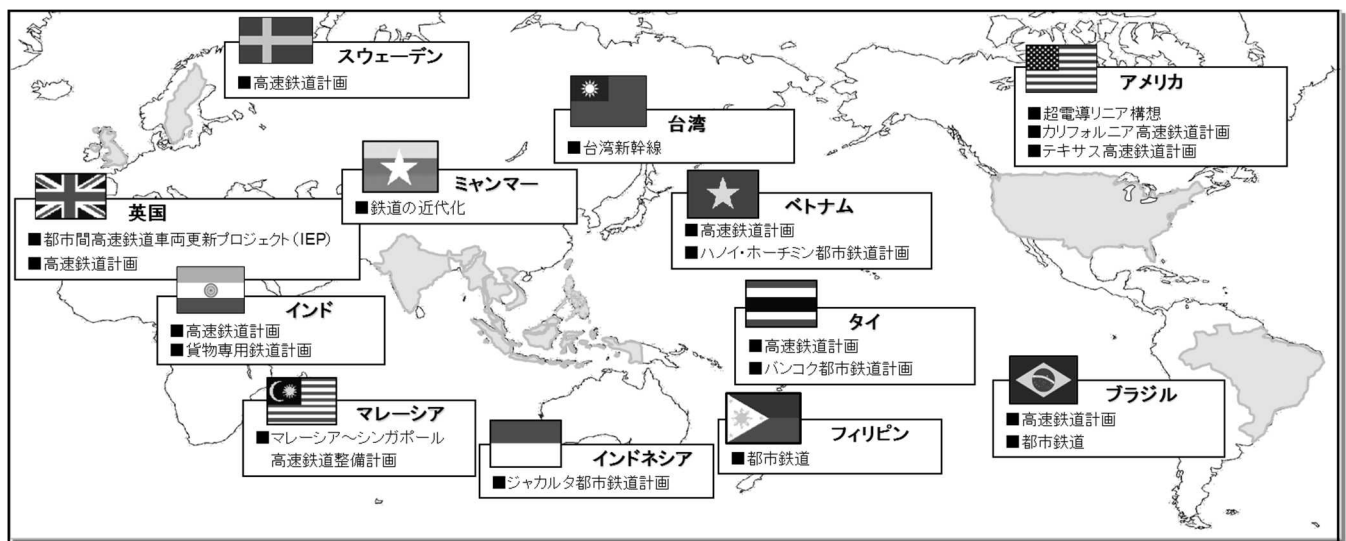 スウェーデン
■高速鉄道計画
台湾
■台湾新幹線
アメリカ
■超電導リニア構想
■カリフォルニア高速鉄道計画
■テキサス高速鉄道計画
英国
■都市間高速鉄道車両更新プロジェクト(IEP)
■高速鉄道計画
ミャンマー
■鉄道の近代化
ベトナム
■高速鉄道計画
■ハノイ・ホーチミン都市鉄道計画
インド
■高速鉄道計画
■貨物専用鉄道計画
タイ
■高速鉄道計画
■バンコク都市鉄道計画
マレーシア
■マレーシア～シンガポール
高速鉄道整備計画
インドネシア
■ジャカルタ都市鉄道計画
フィリピン
■都市鉄道
ブラジル
■高速鉄道計画
■都市鉄道